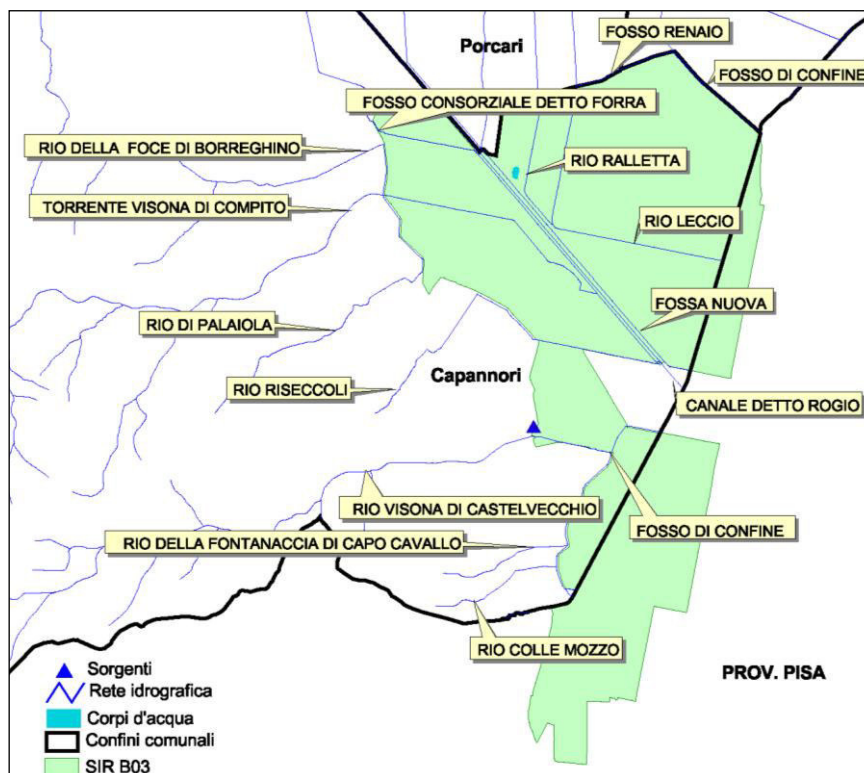 FOSSO RENAIO
Porcari
FOSSO DI CONFINE
FOSSO CONSORZIALE DETTO FORRA
RIO DELLA FOCE DI BORREGHINO
RIO RALLETTA
TORRENTE VISONA DI COMPITO
RIO LECCIO
FOSSA NUOVA
RIO DI PALAIOLA
Capannori
RIO RISECCOLI
CANALE DETTO ROGIO
RIO VISONA DI CASTELVECCHIO
FOSSO DI CONFINE
RIO DELLA FONTANACCIA DI CAPO CAVALLO
RIO COLLE MOZZO
PROV. PISA
Sorgenti
Rete idrografica
Corpi d'acqua
Confini comunali
SIR B03